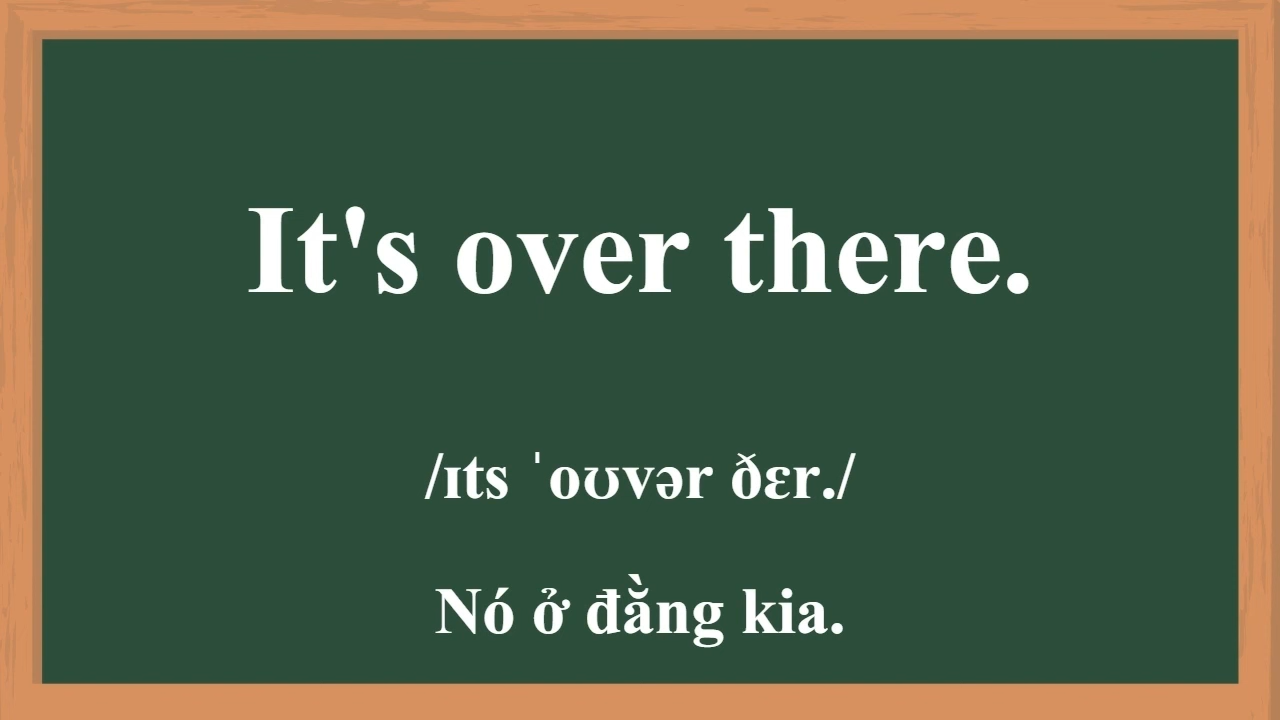 It's over there.
/ɪts ˈoʊvər ðɛr./
Nó ở đằng kia.